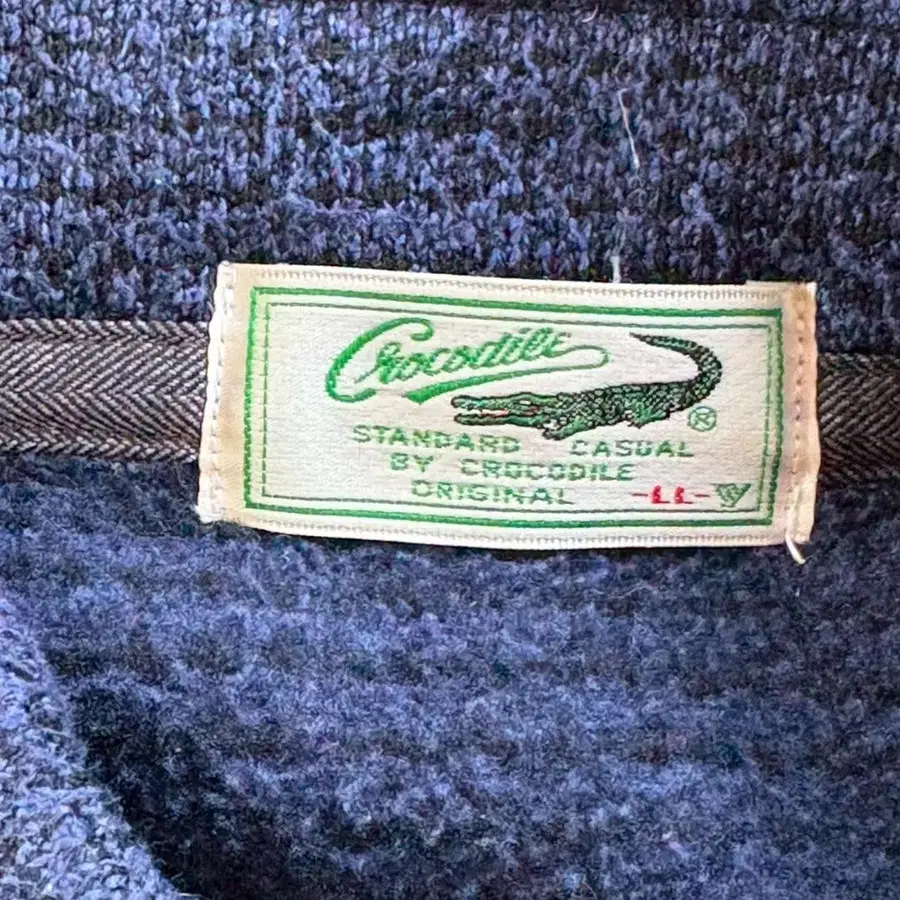 Crocodile
®
STANDARD CASUAL
BY CROCODILE
ORIGINAL -LL-